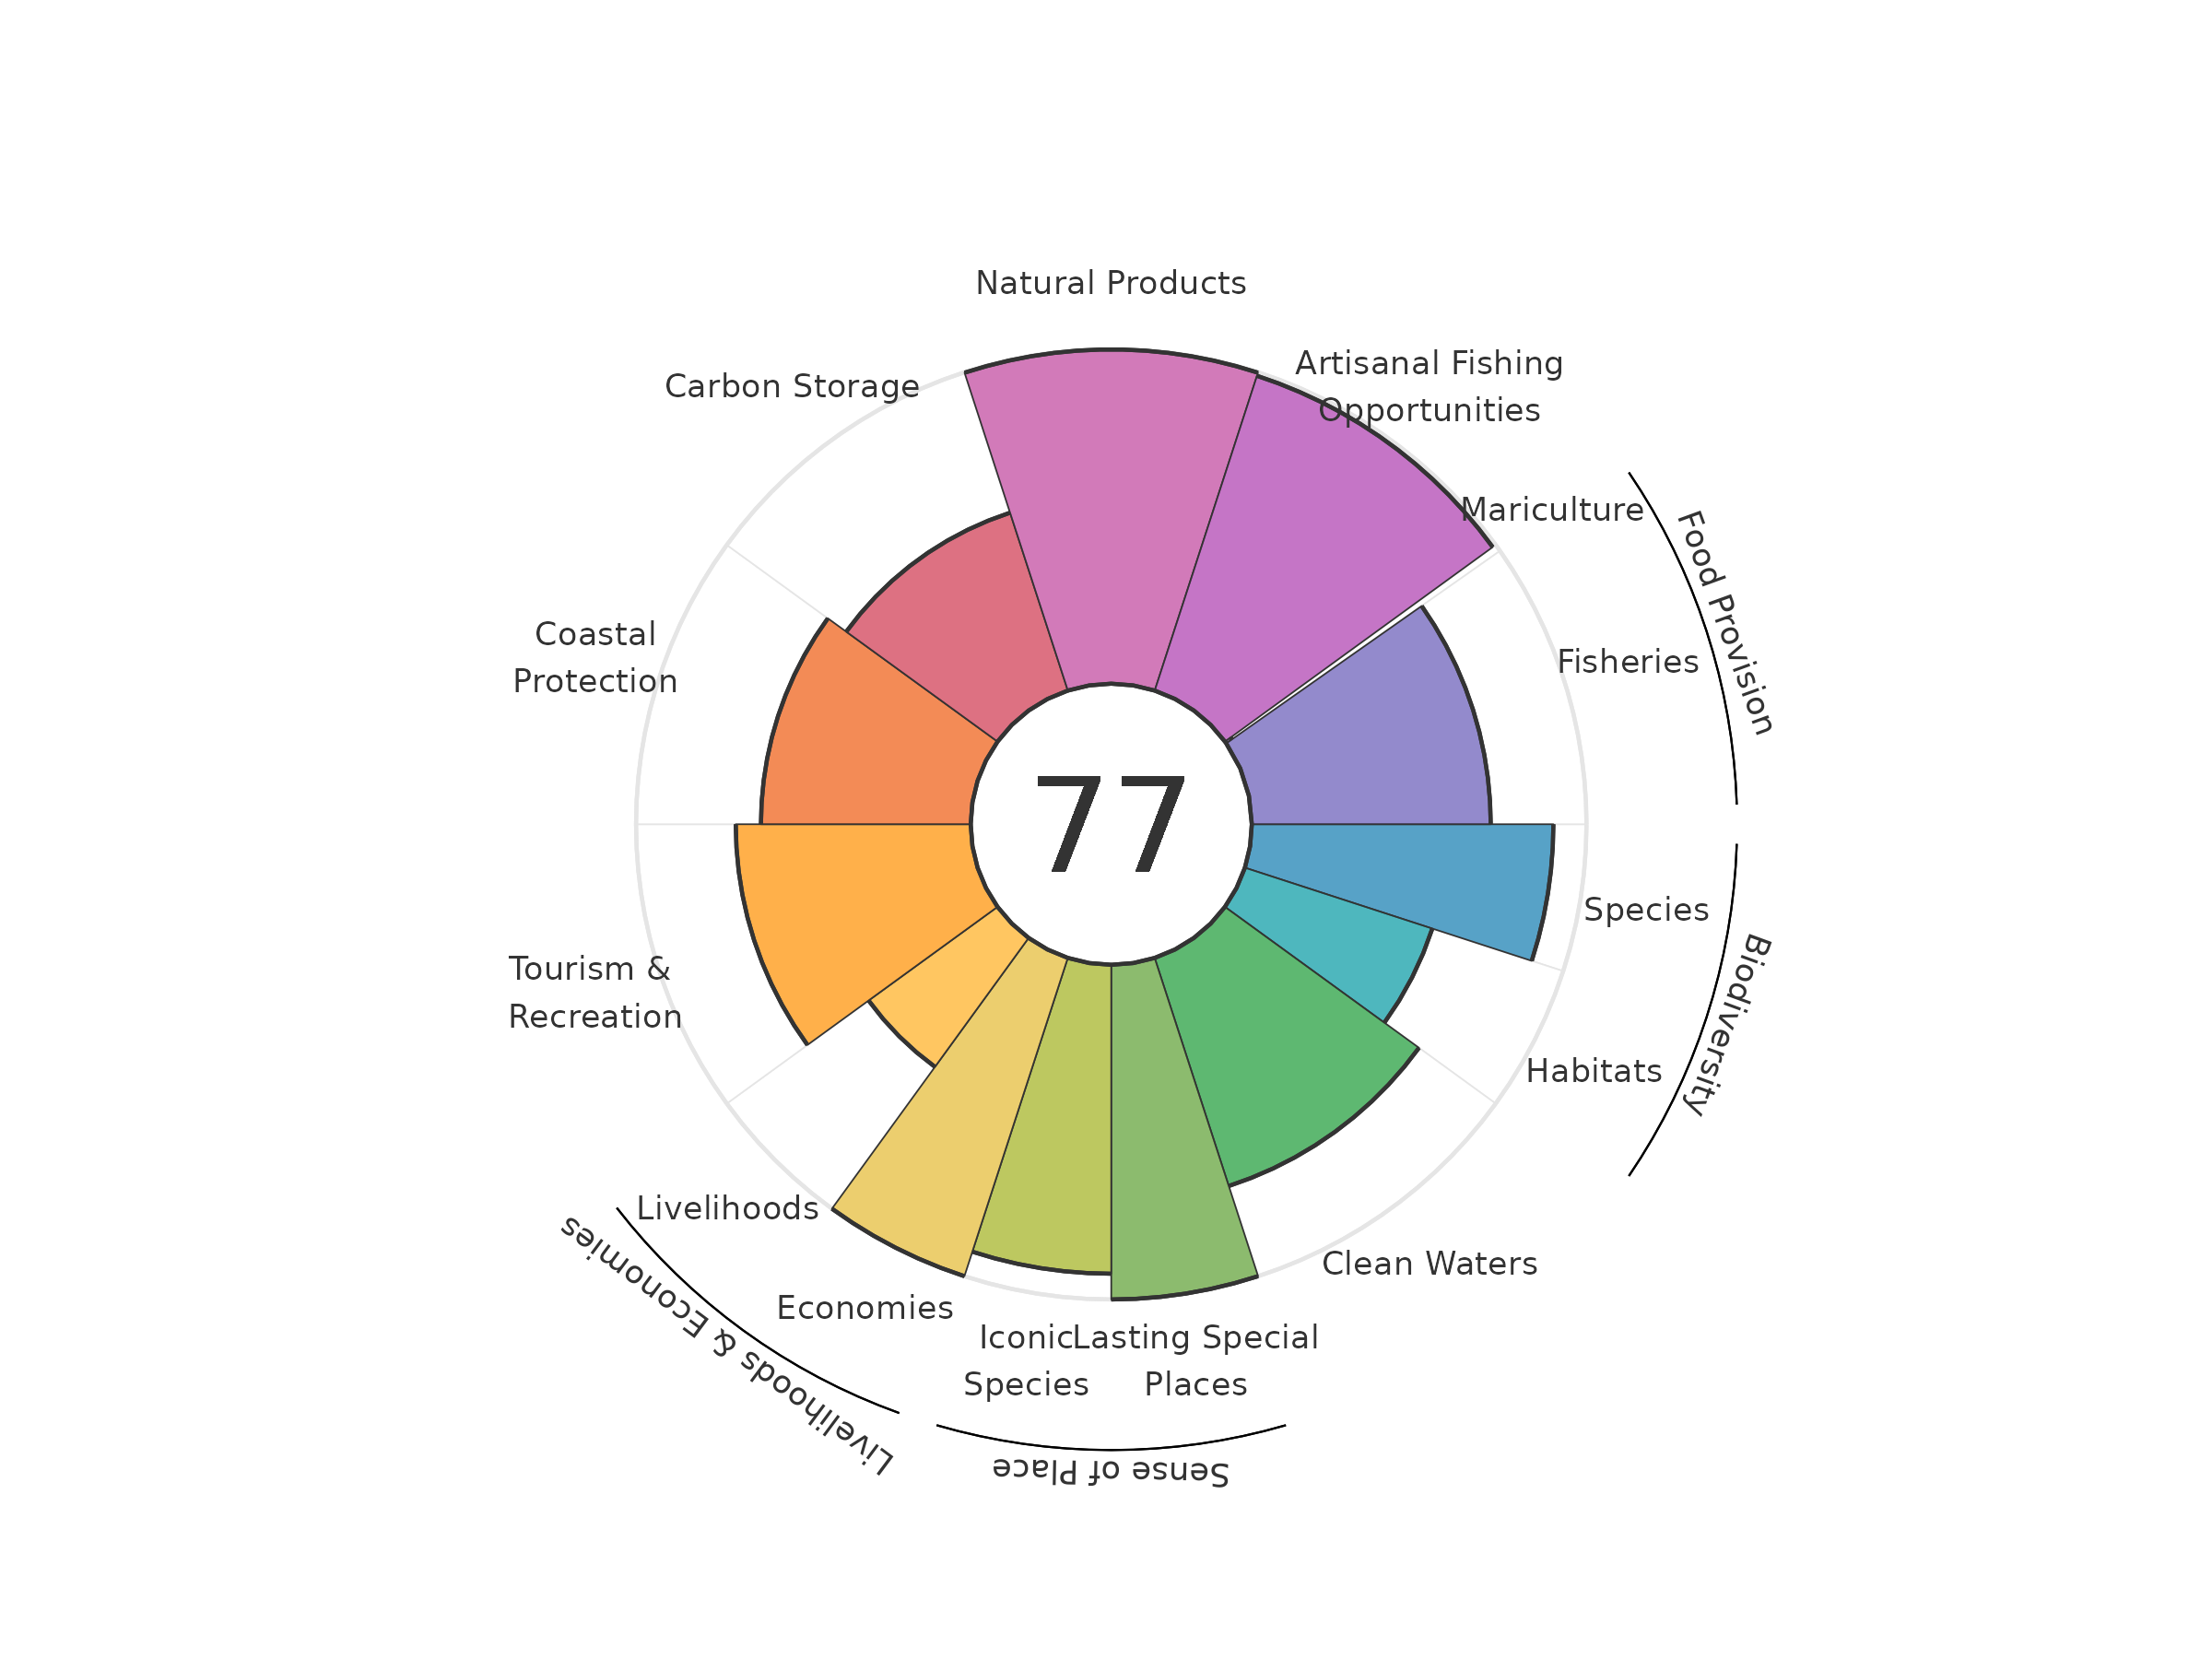 Natural Products
Artisanal Fishing
Opportunities
Carbon Storage
Mariculture
Food Provision
Coastal
Protection
Fisheries
77
Species
Biodiversity
Tourism &
Recreation
Habitats
Livelihoods
Clean Waters
Livelihoods & Economies
Economies
Iconic
Species
Lasting Special
Places
Sense of Place